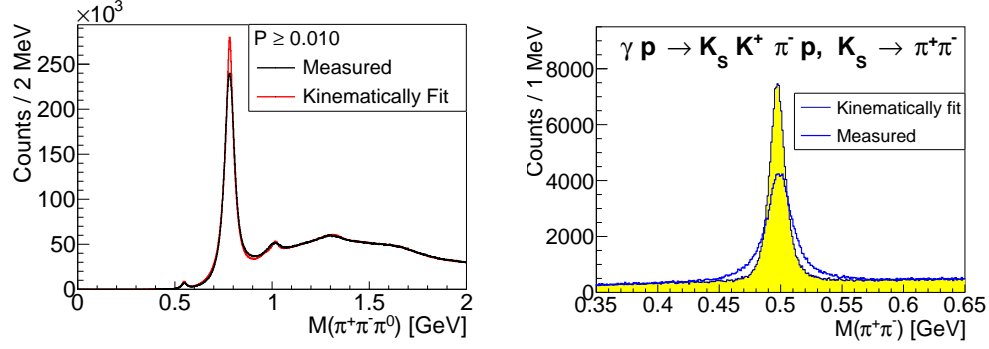 ×10³
P ≥ 0.010
Measured
Kinematically Fit
Counts / 2 MeV
250
200
150
100
50
0
0 0.5 1 1.5 2
M(π⁺π⁻π⁰) [GeV]
γ p → K_S K⁺ π⁻ p, K_S → π⁺π⁻
Kinematically fit
Measured
Counts / 1 MeV
8000
6000
4000
2000
0
0.35 0.4 0.45 0.5 0.55 0.6 0.65
M(π⁺π⁻) [GeV]